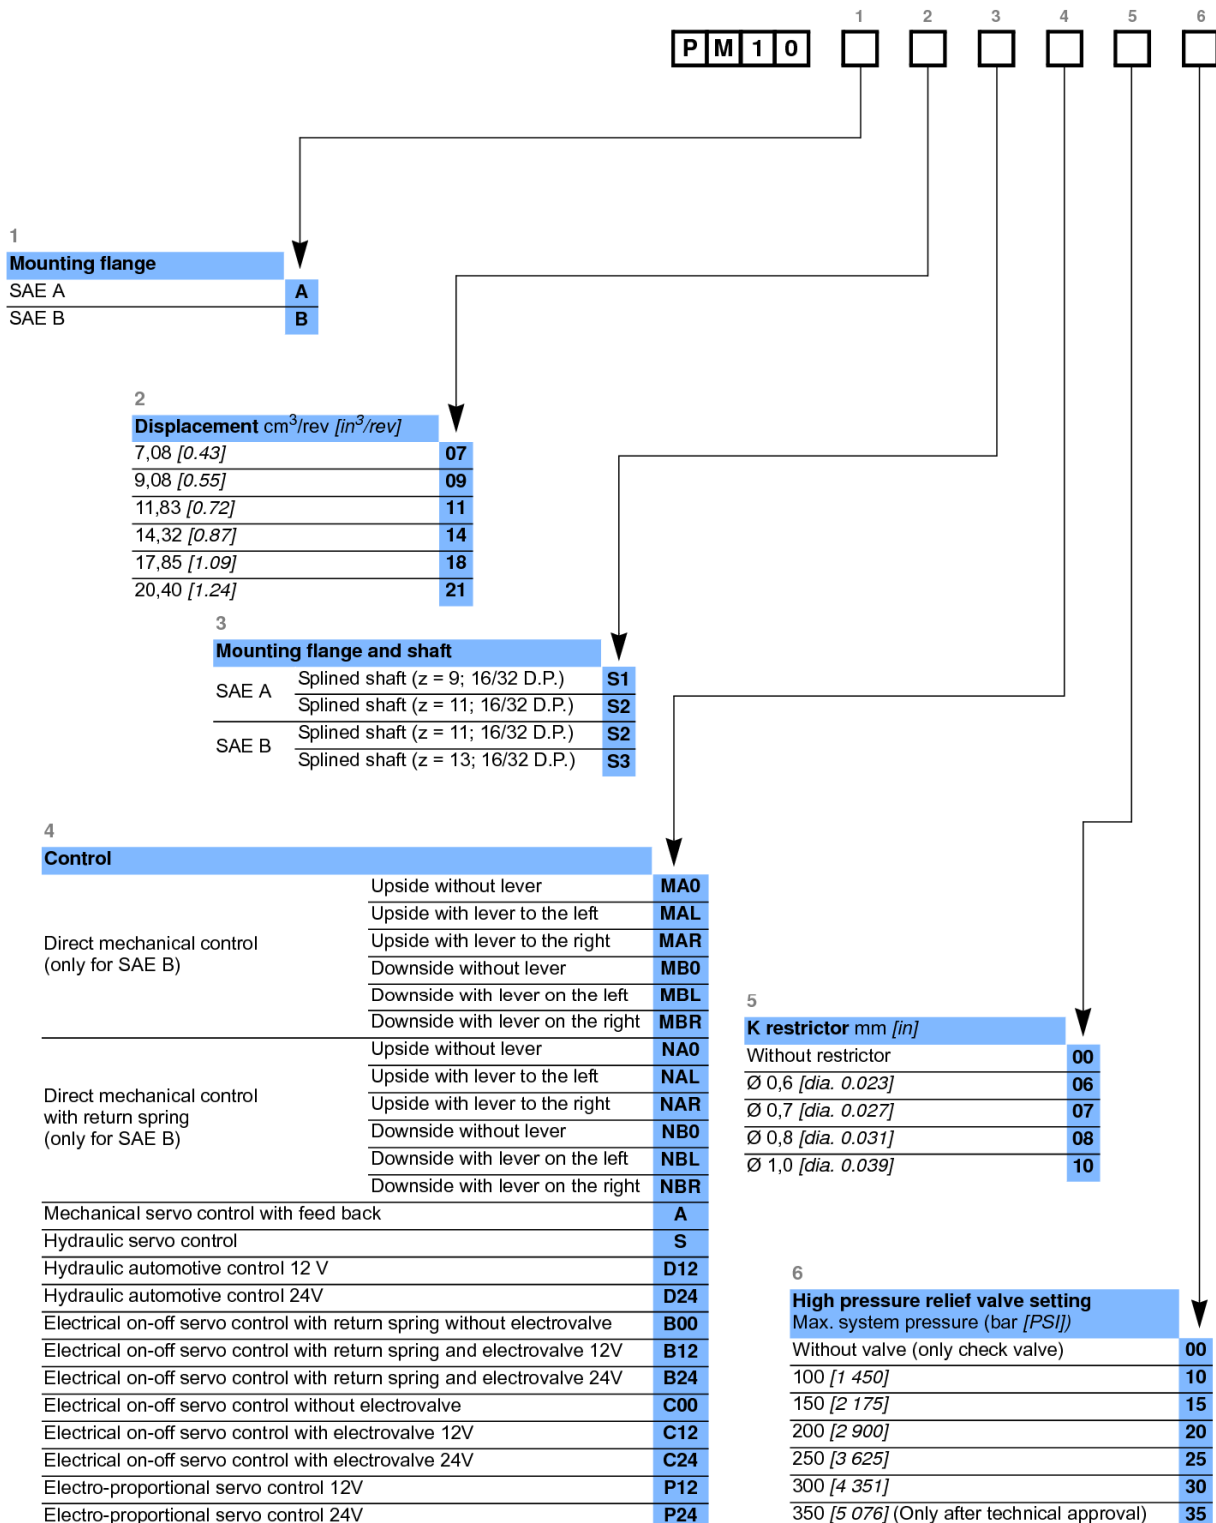 1 2 3 4 5 6
P M 1 0
1
Mounting flange
SAE A A
SAE B B
2
Displacement cm³/rev [in³/rev]
7,08 [0.43] 07
9,08 [0.55] 09
11,83 [0.72] 11
14,32 [0.87] 14
17,85 [1.09] 18
20,40 [1.24] 21
3
Mounting flange and shaft
SAE A
Splined shaft (z = 9; 16/32 D.P.) S1
Splined shaft (z = 11; 16/32 D.P.) S2
SAE B
Splined shaft (z = 11; 16/32 D.P.) S2
Splined shaft (z = 13; 16/32 D.P.) S3
4
Control
Direct mechanical control
(only for SAE B)
Upside without lever MA0
Upside with lever to the left MAL
Upside with lever to the right MAR
Downside without lever MB0
Downside with lever on the left MBL
Downside with lever on the right MBR
Direct mechanical control
with return spring
(only for SAE B)
Upside without lever NA0
Upside with lever to the left NAL
Upside with lever to the right NAR
Downside without lever NB0
Downside with lever on the left NBL
Downside with lever on the right NBR
Mechanical servo control with feed back A
Hydraulic servo control S
Hydraulic automotive control 12 V D12
Hydraulic automotive control 24V D24
Electrical on-off servo control with return spring without electrovalve B00
Electrical on-off servo control with return spring and electrovalve 12V B12
Electrical on-off servo control with return spring and electrovalve 24V B24
Electrical on-off servo control without electrovalve C00
Electrical on-off servo control with electrovalve 12V C12
Electrical on-off servo control with electrovalve 24V C24
Electro-proportional servo control 12V P12
Electro-proportional servo control 24V P24
5
K restrictor mm [in]
Without restrictor 00
Ø 0,6 [dia. 0.023] 06
Ø 0,7 [dia. 0.027] 07
Ø 0,8 [dia. 0.031] 08
Ø 1,0 [dia. 0.039] 10
6
High pressure relief valve setting
Max. system pressure (bar [PSI])
Without valve (only check valve) 00
100 [1 450] 10
150 [2 175] 15
200 [2 900] 20
250 [3 625] 25
300 [4 351] 30
350 [5 076] (Only after technical approval) 35